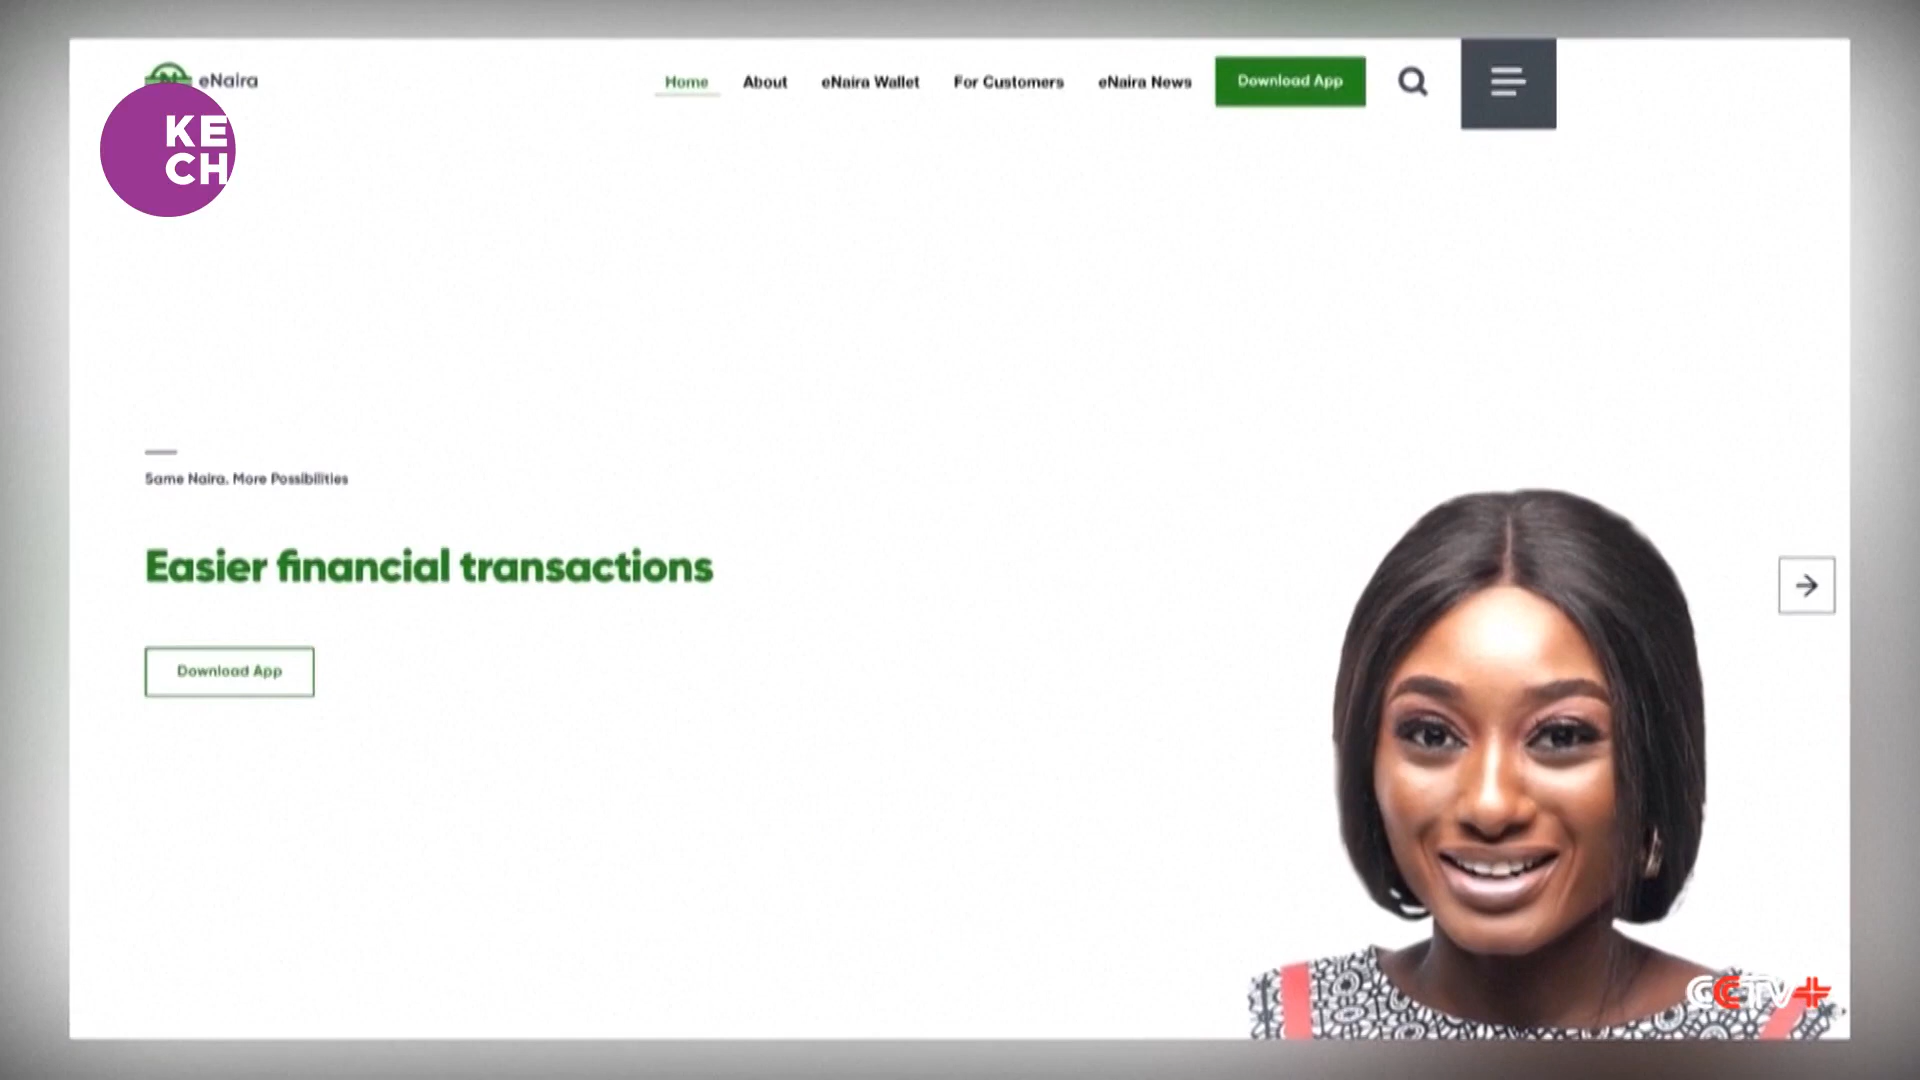 eNaira
Home About eNaira Wallet For Customers eNaira News Download App
KE
CH
Same Naira. More Possibilities
Easier financial transactions
Download App
CCTV+